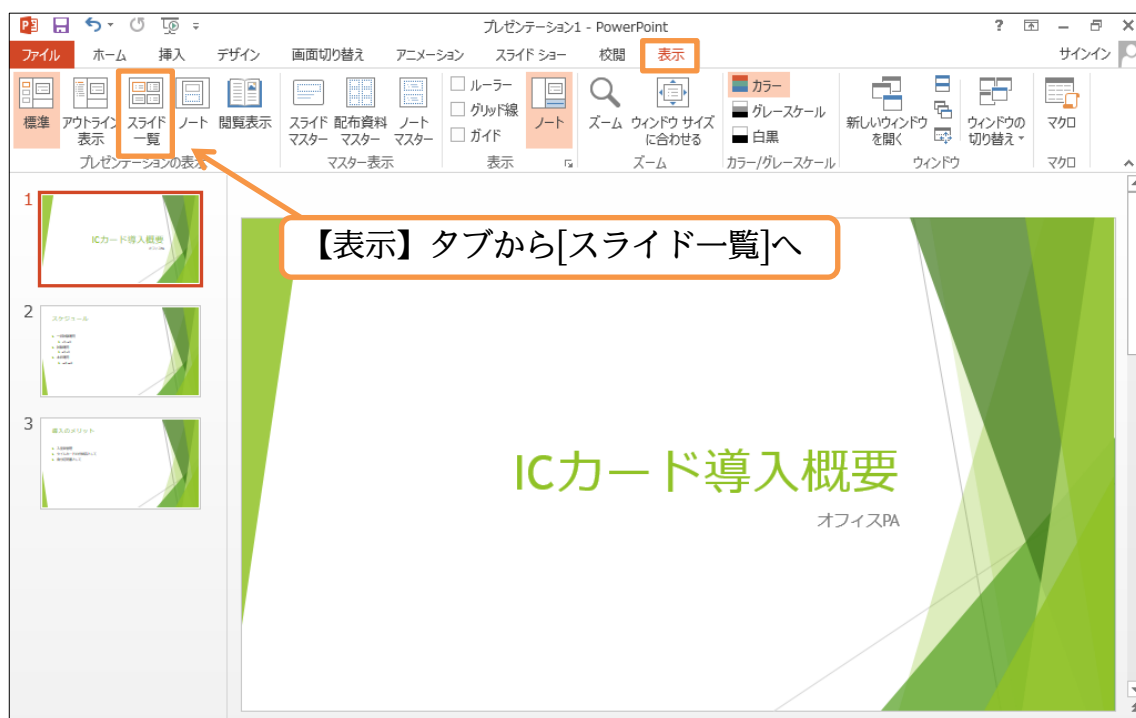 プレゼンテーション1 - PowerPoint
?
ファイル ホーム 挿入 デザイン 画面切り替え アニメーション スライド ショー 校閲 表示 サインイン
標準
アウトライン
表示
スライド
一覧
ノート
閲覧表示
プレゼンテーションの表示
スライド
マスター
配布資料
マスター
ノート
マスター
マスター表示
ルーラー
グリッド線
ガイド
ノート
表示
ズーム
ウィンドウ サイズ
に合わせる
ズーム
カラー
グレースケール
白黒
カラー/グレースケール
新しいウィンドウ
を開く
ウィンドウの
切り替え
ウィンドウ
マクロ
マクロ
【表示】タブから[スライド一覧]へ
1
ICカード導入概要
2
スケジュール
3
導入のメリット
ICカード導入概要
オフィスPA